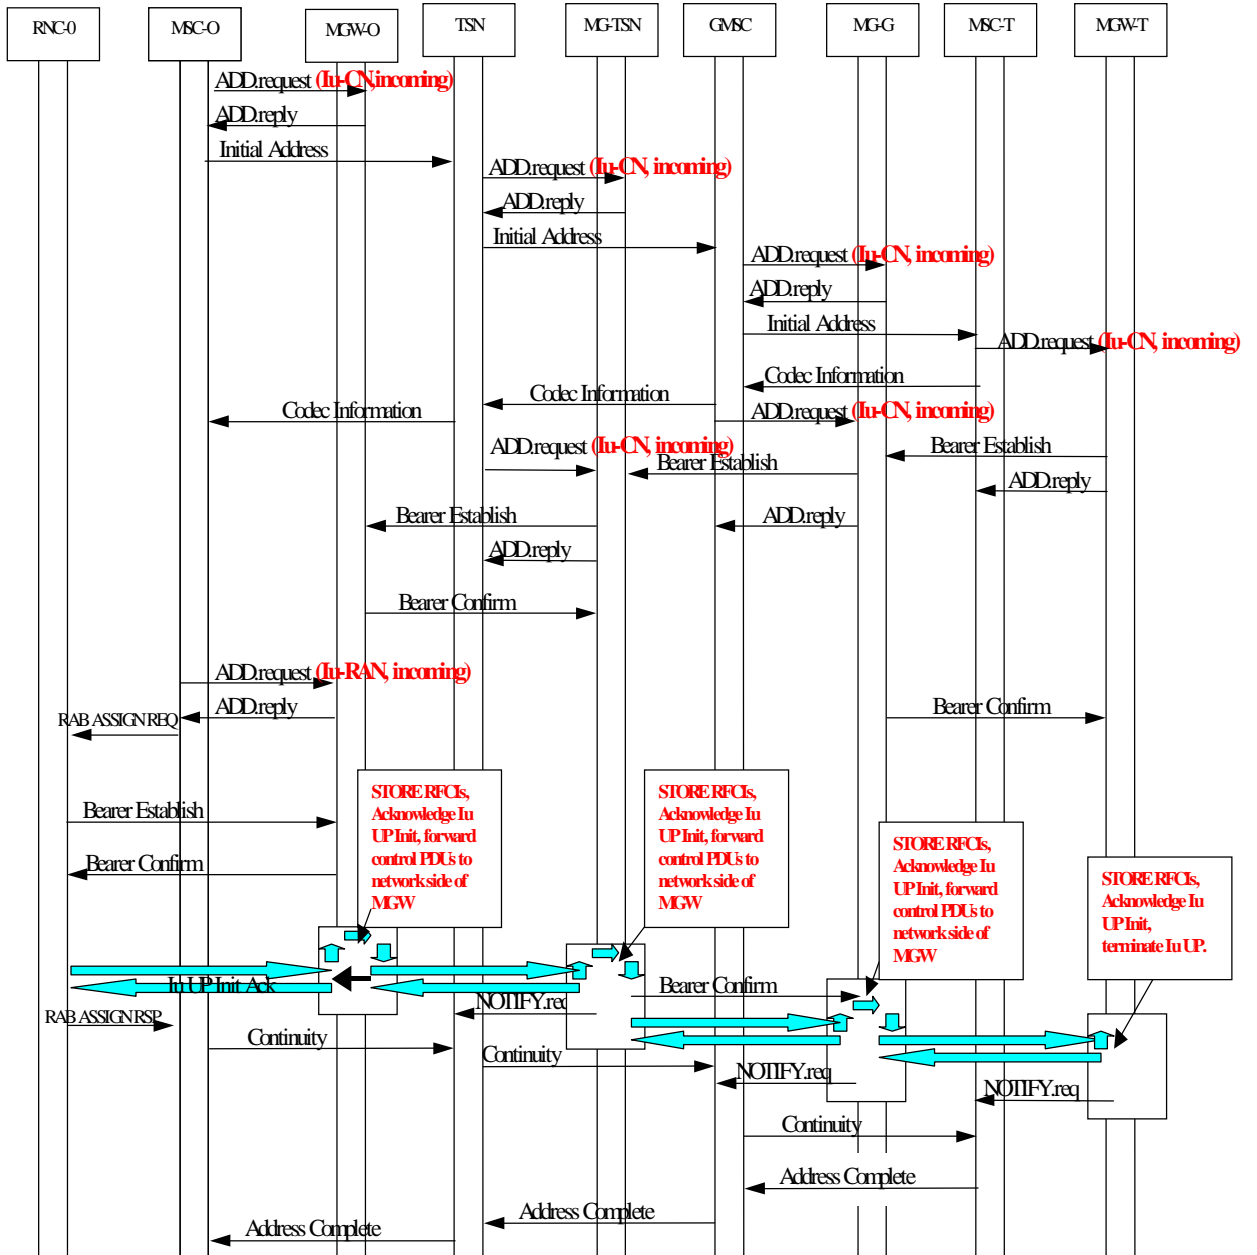 RNC-0 MSC-O MGW-O TSN MG-TSN GMSC MG-G MSC-T MGW-T
ADD.request (Iu-CN,incoming)
ADD.reply
Initial Address
ADD.request (Iu-CN, incoming)
ADD.reply
Initial Address
ADD.request (Iu-CN, incoming)
ADD.reply
Initial Address
ADD.request (Iu-CN, incoming)
Codec Information
Codec Information
Codec Information
ADD.request (Iu-CN, incoming)
ADD.request (Iu-CN, incoming)
Bearer Establish
Bearer Establish
ADD.reply
Bearer Establish
ADD.reply
ADD.reply
Bearer Confirm
ADD.request (Iu-RAN, incoming)
ADD.reply
RAB ASSIGN REQ
Bearer Confirm
Bearer Establish
Bearer Confirm
STORE RFCIs,
Acknowledge Iu
UP Init, forward
control PDUs to
network side of
MGW
STORE RFCIs,
Acknowledge Iu
UP Init, forward
control PDUs to
network side of
MGW
STORE RFCIs,
Acknowledge Iu
UP Init, forward
control PDUs to
network side of
MGW
STORE RFCIs,
Acknowledge Iu
UP Init,
terminate Iu UP.
Iu UP Init Ack
Bearer Confirm
NOTIFY.req
RAB ASSIGN RSP
Continuity
Continuity
NOTIFY.req
NOTIFY.req
Continuity
Address Complete
Address Complete
Address Complete